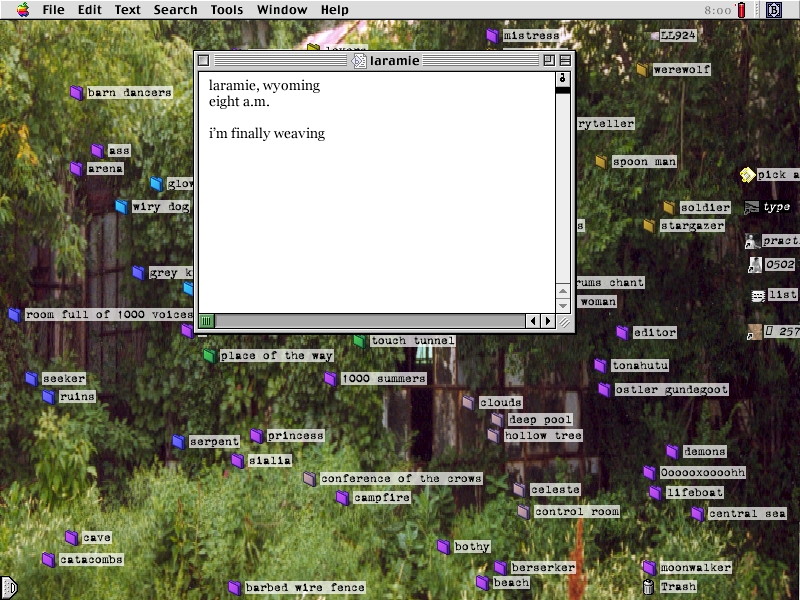 File Edit Text Search Tools Window Help
8:00
mistress
LL924
lovers
laramie
werewolf
laramie, wyoming
eight a.m.
i'm finally weaving
barn dancers
ryteller
ass
arena
spoon man
pick a
glow
wiry dog
soldier
type
stargazer
s
pract
grey k
0502
rums chant
list
woman
room full of 1000 voices
editor
257
touch tunnel
place of the way
tonahutu
seeker
1000 summers
ostler gundegoot
ruins
clouds
deep pool
princess
hollow tree
serpent
demons
sialia
0ooooxoooohh
conference of the crows
celeste
lifeboat
campfire
control room
central sea
cave
bothy
catacombs
berserker
moonwalker
beach
barbed wire fence
Trash